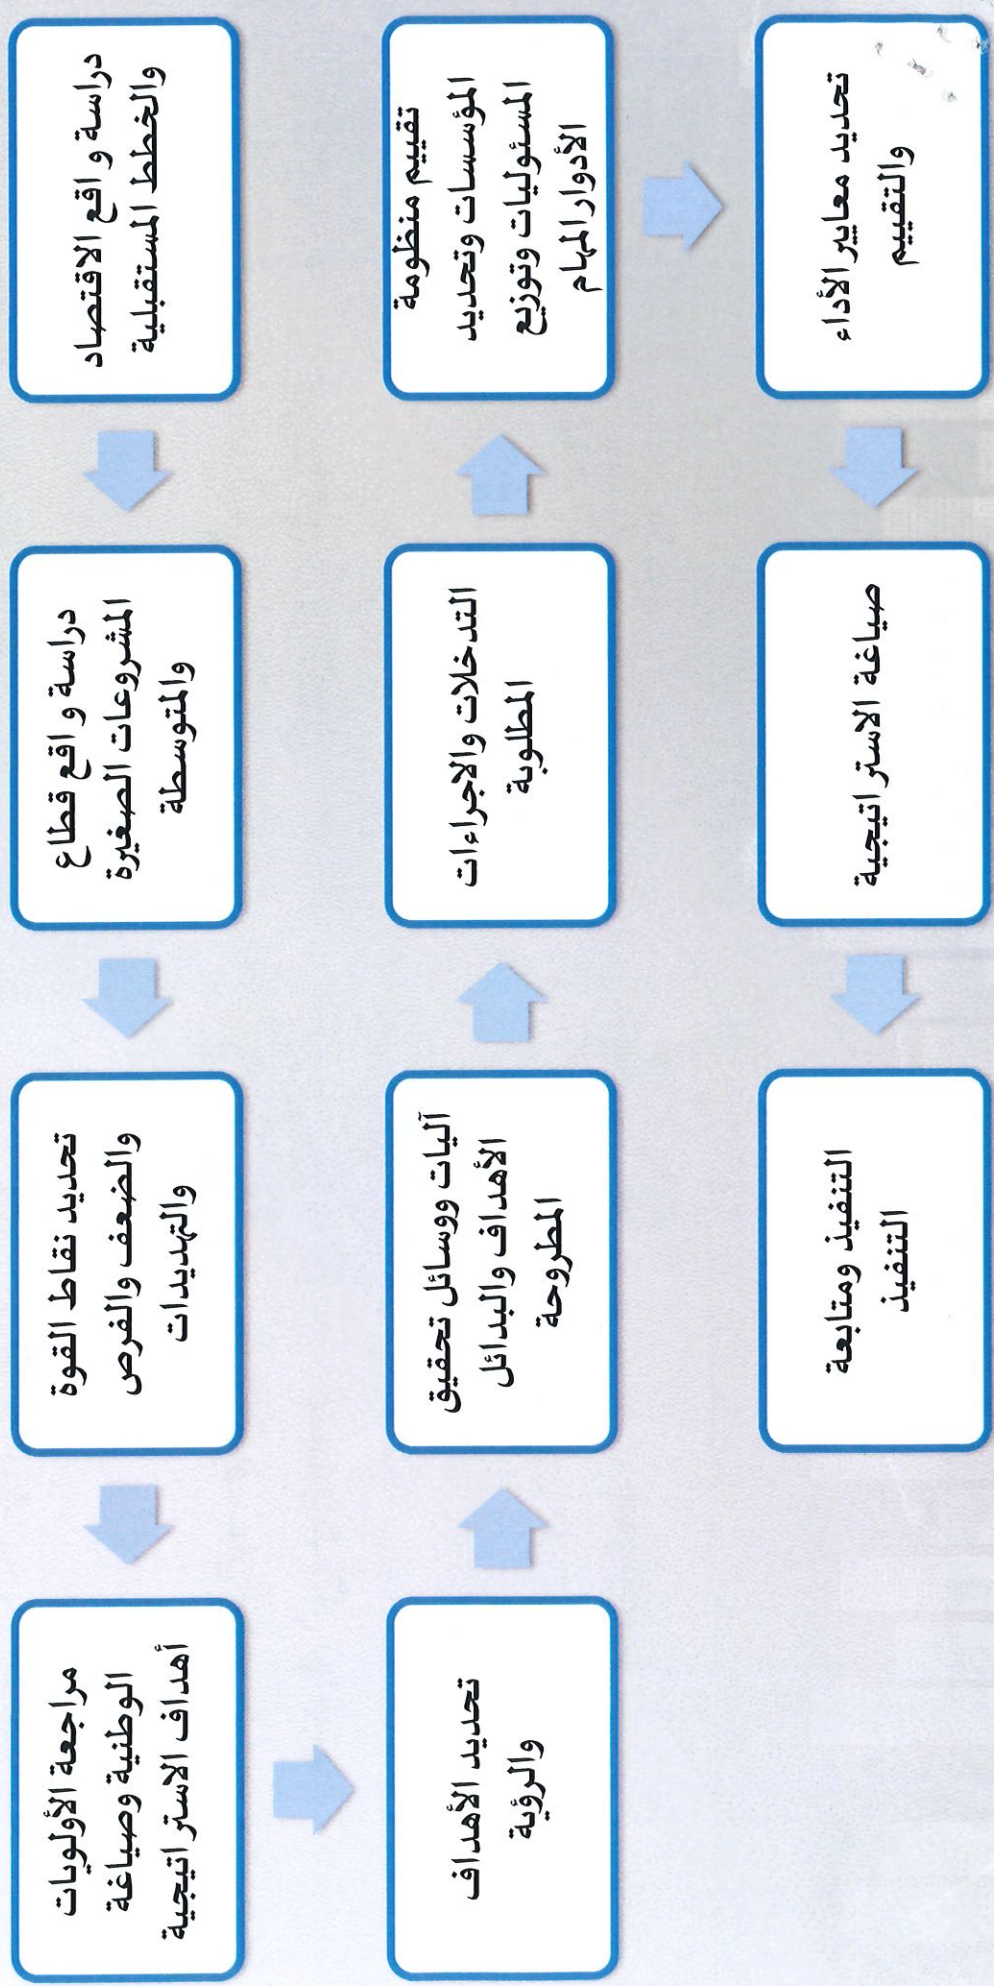 دراسة واقع الاقتصاد
والخطط المستقبلية
دراسة واقع قطاع
المشروعات الصغيرة
والمتوسطة
تحديد نقاط القوة
والضعف والفرص
والتهديدات
مراجعة الأولويات
الوطنية وصياغة
أهداف الاستراتيجية
تحديد الأهداف
والرؤية
آليات ووسائل تحقيق
الأهداف والبدائل
المطروحة
التدخلات والاجراءات
المطلوبة
تقييم منظومة
المؤسسات وتحديد
المسئوليات وتوزيع
الأدوار المهام
تحديد معايير الأداء
والتقييم
صياغة الاستراتيجية
التنفيذ ومتابعة
التنفيذ